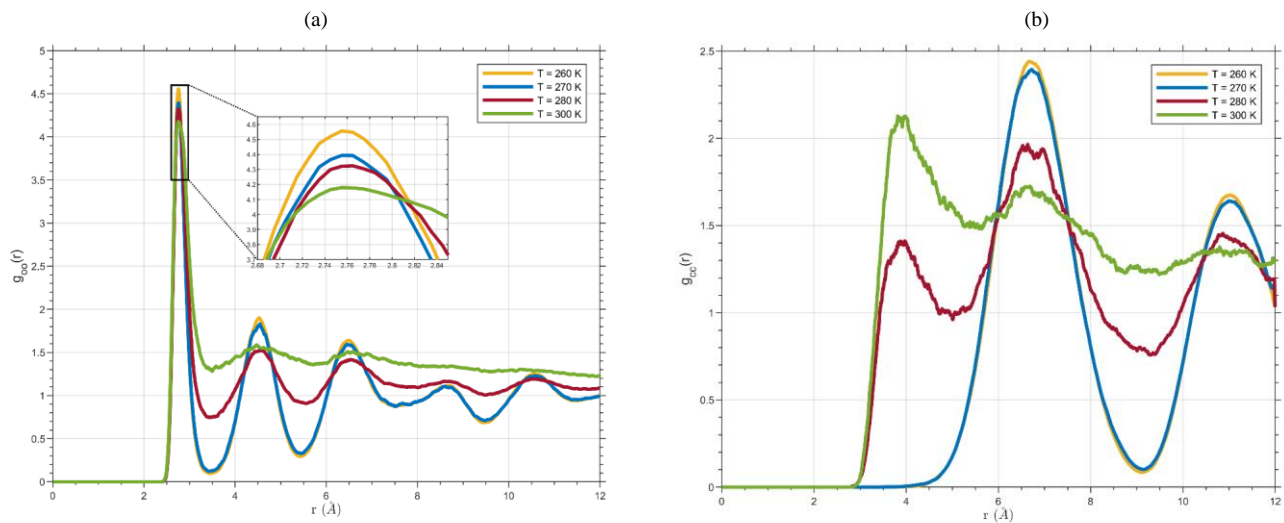 (a)
5
4.5
4
3.5
3
2.5
2
1.5
1
0.5
0
g_OO(r)
0 2 4 6 8 10 12
r (Å)
T = 260 K
T = 270 K
T = 280 K
T = 300 K
4.6
4.5
4.4
4.3
4.2
4.1
4
3.9
3.8
2.68 2.7 2.72 2.74 2.76 2.78 2.8 2.82 2.84
(b)
2.5
2
1.5
1
0.5
0
g_CC(r)
0 2 4 6 8 10 12
r (Å)
T = 260 K
T = 270 K
T = 280 K
T = 300 K